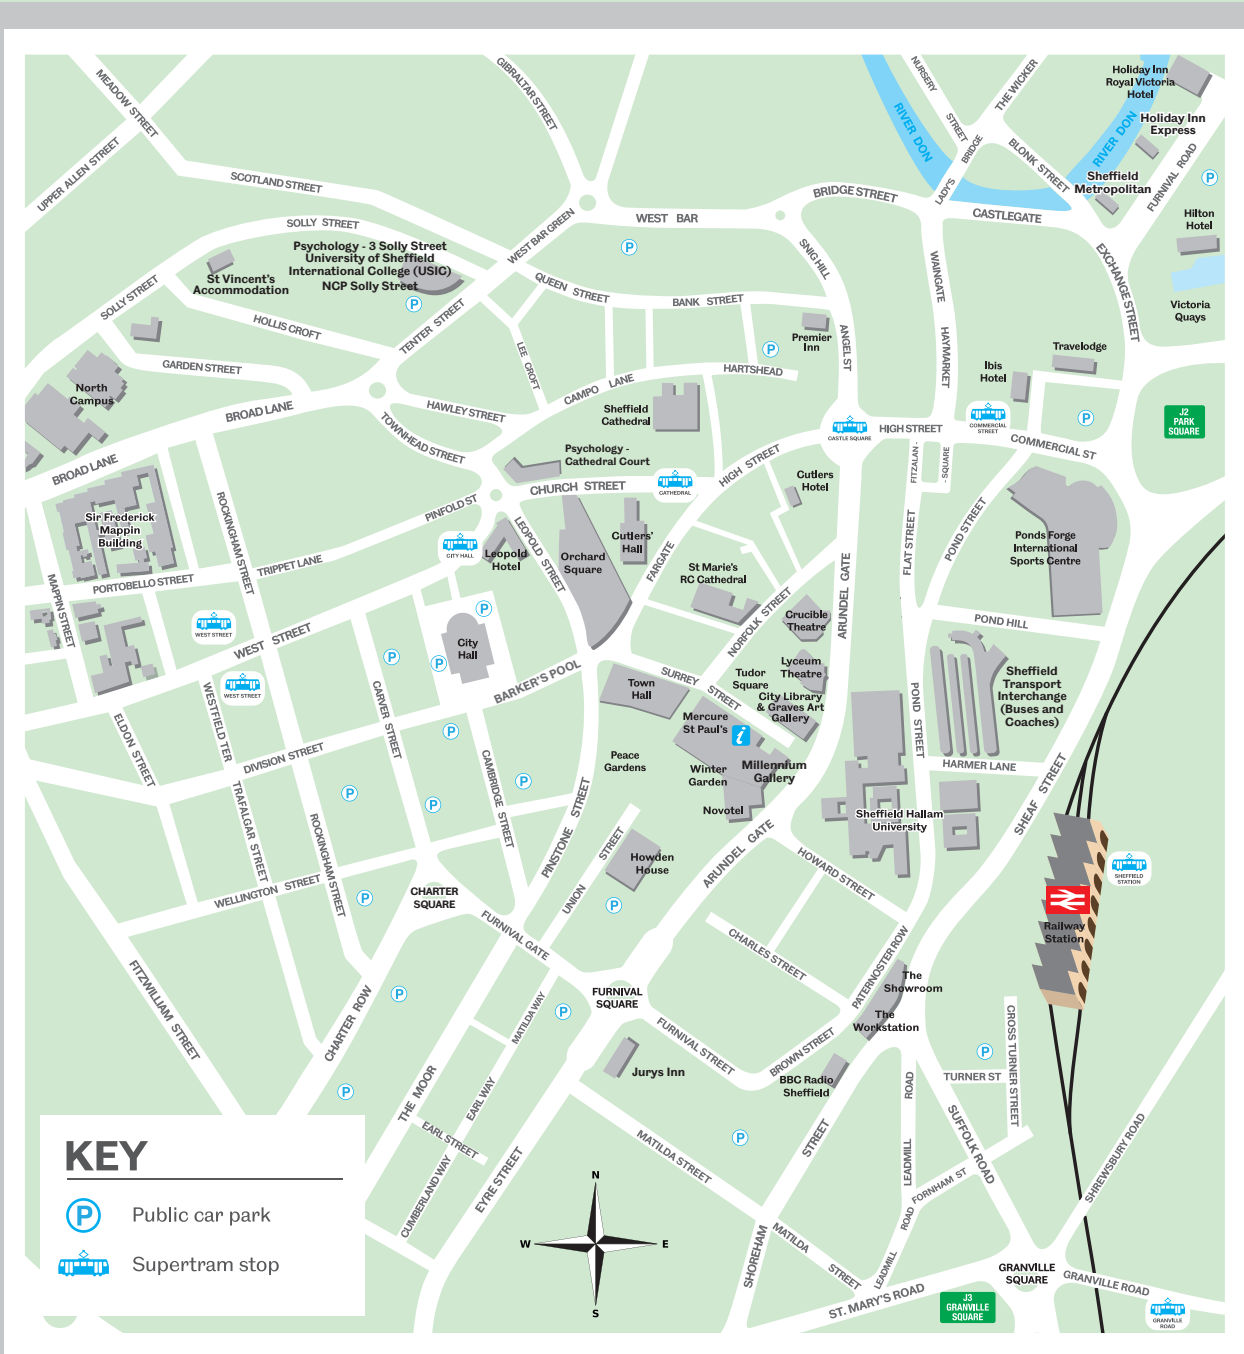 MEADOW STREET
GIBRALTAR STREET
NURSERY
STREET
THE WICKER
Holiday Inn
Royal Victoria
Hotel
UPPER ALLEN STREET
RIVER DON
LADY'S BRIDGE
BLONK STREET
RIVER DON
Holiday Inn
Express
SCOTLAND STREET
Sheffield
Metropolitan
FURNIVAL ROAD
P
SOLLY STREET
WEST BAR GREEN
WEST BAR
BRIDGE STREET
CASTLEGATE
Hilton
Hotel
Psychology - 3 Solly Street
University of Sheffield
International College (USIC)
NCP Solly Street
P
P
SNIG HILL
WAINGATE
EXCHANGE STREET
St Vincent's
Accommodation
SOLLY STREET
QUEEN STREET
BANK STREET
Victoria
Quays
HOLLIS CROFT
TENTER STREET
LEE CROFT
P
Premier
Inn
ANGEL ST
HAYMARKET
Travelodge
Ibis
Hotel
GARDEN STREET
HARTSHEAD
CAMPO LANE
North
Campus
BROAD LANE
HAWLEY STREET
Sheffield
Cathedral
TOWNHEAD STREET
CASTLE SQUARE
HIGH STREET
COMMERCIAL
STREET
P
J2
PARK
SQUARE
COMMERCIAL ST
BROAD LANE
Psychology -
Cathedral Court
HIGH STREET
FITZALAN -
- SQUARE
CHURCH STREET
CATHEDRAL
Cutlers
Hotel
Sir Frederick
Mappin
Building
ROCKINGHAM STREET
PINFOLD ST
LEOPOLD STREET
CITY HALL
Leopold
Hotel
Orchard
Square
Cutlers'
Hall
FARGATE
FLAT STREET
POND STREET
Ponds Forge
International
Sports Centre
TRIPPET LANE
PORTOBELLO STREET
MAPPIN STREET
St Marie's
RC Cathedral
NORFOLK STREET
Crucible
Theatre
ARUNDEL GATE
POND HILL
WEST STREET
WEST STREET
P
City
Hall
P
P
Lyceum
Theatre
WEST STREET
BARKER'S POOL
Town
Hall
SURREY STREET
Tudor
Square
City Library
& Graves Art
Gallery
Sheffield
Transport
Interchange
(Buses and
Coaches)
WESTFIELD TER
CARVER STREET
ELDON STREET
Mercure
St Paul's
i
POND STREET
P
DIVISION STREET
Peace
Gardens
Winter
Garden
Millennium
Gallery
HARMER LANE
CAMBRIDGE STREET
P
P
P
Novotel
Sheffield Hallam
University
SHEAF STREET
TRAFALGAR STREET
ROCKINGHAM STREET
PINSTONE STREET
UNION STREET
Howden
House
ARUNDEL GATE
HOWARD STREET
SHEFFIELD
STATION
WELLINGTON STREET
P
CHARTER
SQUARE
P
Railway
Station
FURNIVAL GATE
CHARLES STREET
PATERNOSTER ROW
FITZWILLIAM STREET
P
FURNIVAL
SQUARE
P
The
Showroom
The
Workstation
MATILDA WAY
CHARTER ROW
FURNIVAL STREET
BROWN STREET
CROSS TURNER STREET
P
Jurys Inn
BBC Radio
Sheffield
TURNER ST
P
THE MOOR
EARL WAY
EARL STREET
LEADMILL ROAD
SUFFOLK ROAD
SHREWSBURY ROAD
P
MATILDA STREET
STREET
CUMBERLAND WAY
EYRE STREET
FORNHAM ST
N
W
E
S
SHOREHAM
MATILDA STREET
LEADMILL ROAD
GRANVILLE
SQUARE
GRANVILLE ROAD
ST. MARY'S ROAD
J3
GRANVILLE
SQUARE
GRANVILLE
ROAD
KEY
P Public car park
Supertram stop